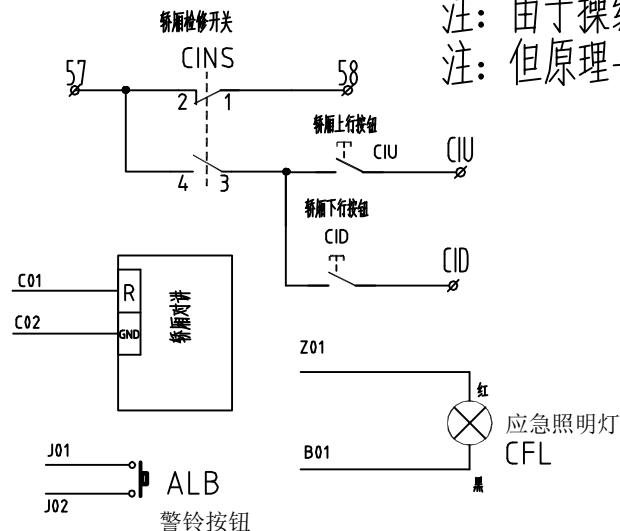 注：由于操
注：但原理
轿厢检修开关
CINS
57
58
2
1
4
3
轿厢上行按钮
CIU
CIU
轿厢下行按钮
CID
CID
C01
R
C02
GND
轿厢对讲
Z01
红
应急照明灯
CFL
B01
黑
J01
J02
ALB
警铃按钮